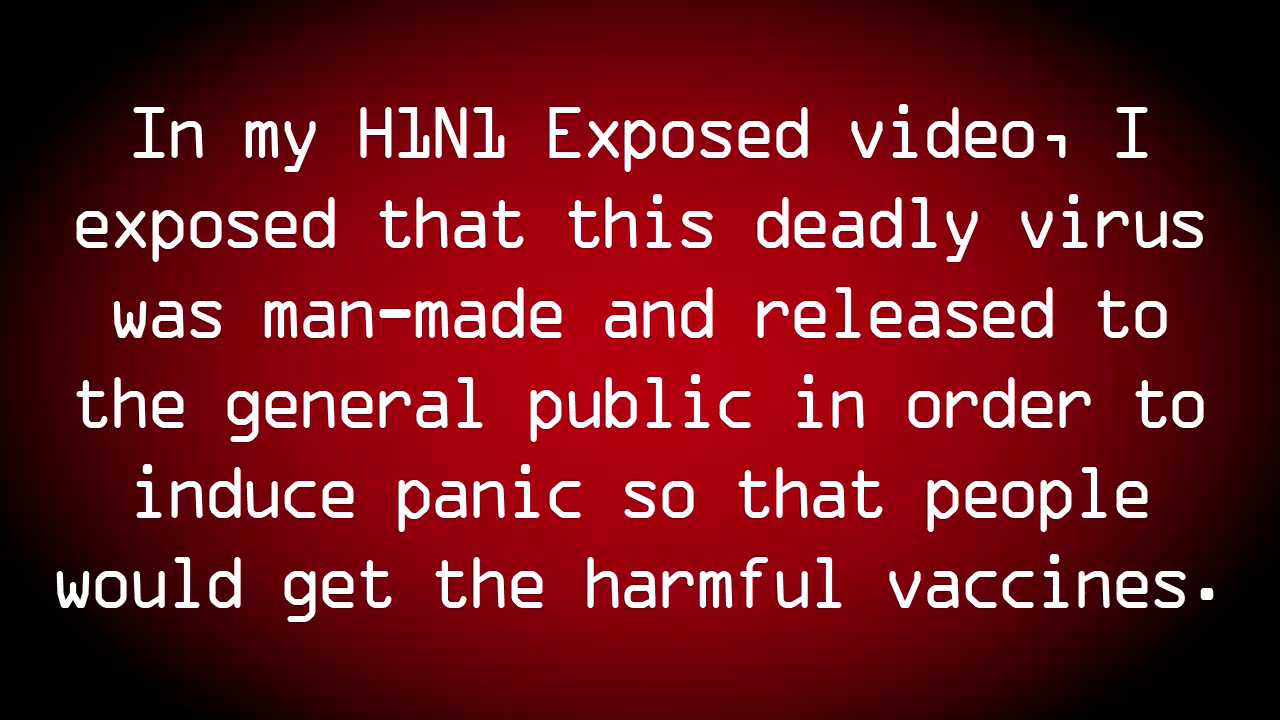 In my H1N1 Exposed video, I
exposed that this deadly virus
was man-made and released to
the general public in order to
induce panic so that people
would get the harmful vaccines.